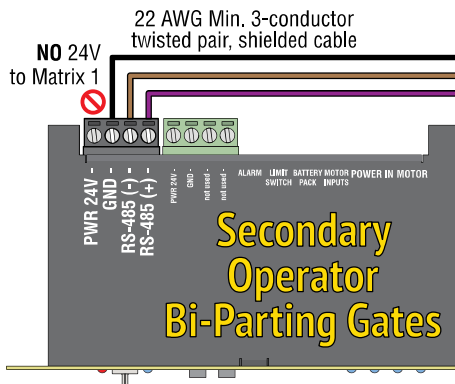 22 AWG Min. 3-conductor
twisted pair, shielded cable
NO 24V
to Matrix 1
PWR 24V -
GND -
RS-485 (-) -
RS-485 (+) -
PWR 24V -
GND -
not used -
not used -
ALARM
LIMIT
SWITCH
BATTERY
PACK
MOTOR
INPUTS
POWER IN
MOTOR
Secondary
Operator
Bi-Parting Gates